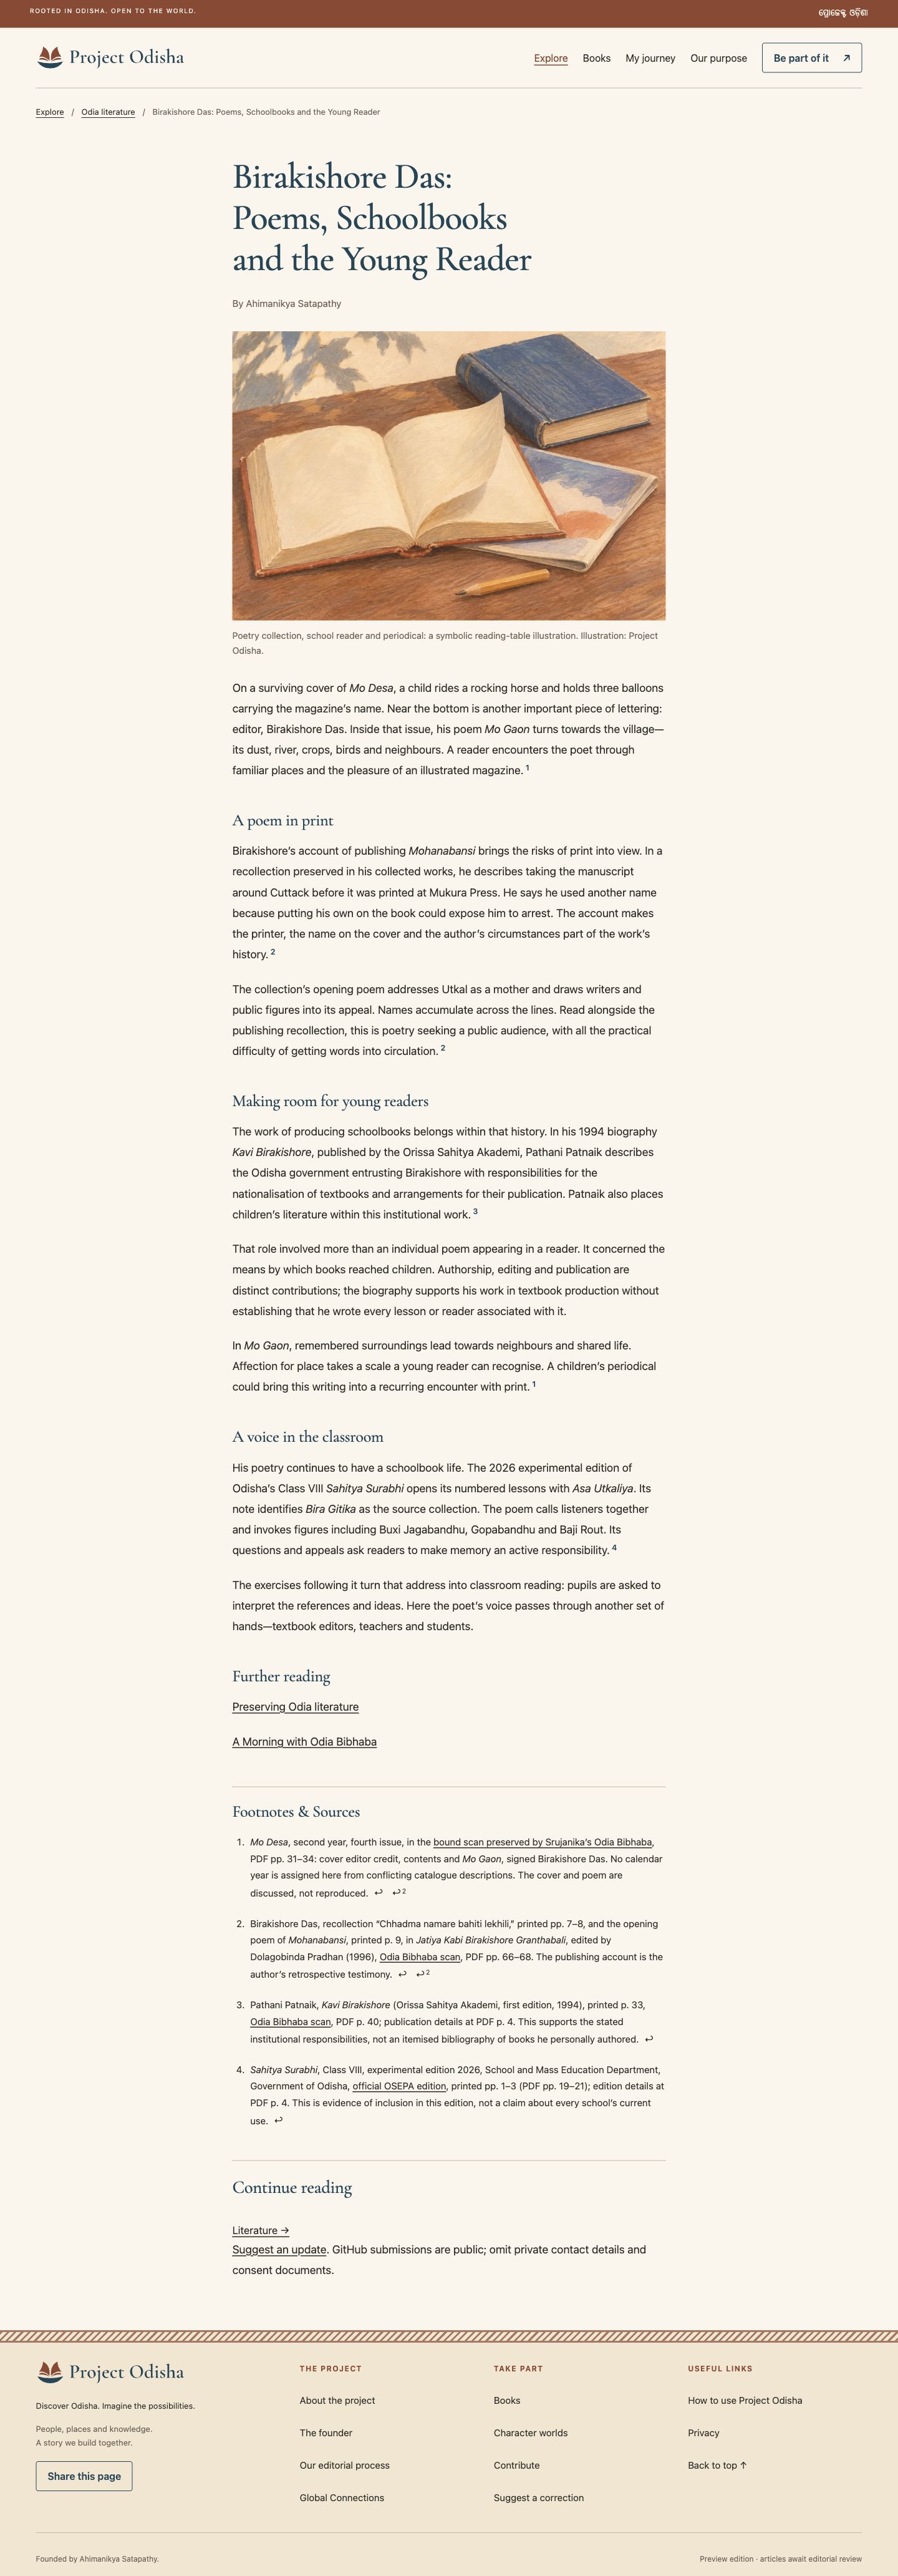 ROOTED IN ODISHA. OPEN TO THE WORLD.
ପ୍ରୋଜେକ୍ଟ ଓଡ଼ିଶା
Project Odisha
Explore
Books
My journey
Our purpose
Be part of it ↗
Explore / Odia literature / Birakishore Das: Poems, Schoolbooks and the Young Reader
Birakishore Das:
Poems, Schoolbooks
and the Young Reader
By Ahimanikya Satapathy
Poetry collection, school reader and periodical: a symbolic reading-table illustration. Illustration: Project
Odisha.
On a surviving cover of Mo Desa, a child rides a rocking horse and holds three balloons
carrying the magazine's name. Near the bottom is another important piece of lettering:
editor, Birakishore Das. Inside that issue, his poem Mo Gaon turns towards the village—
its dust, river, crops, birds and neighbours. A reader encounters the poet through
familiar places and the pleasure of an illustrated magazine. 1
A poem in print
Birakishore's account of publishing Mohanabansi brings the risks of print into view. In a
recollection preserved in his collected works, he describes taking the manuscript
around Cuttack before it was printed at Mukura Press. He says he used another name
because putting his own on the book could expose him to arrest. The account makes
the printer, the name on the cover and the author's circumstances part of the work's
history. 2
The collection's opening poem addresses Utkal as a mother and draws writers and
public figures into its appeal. Names accumulate across the lines. Read alongside the
publishing recollection, this is poetry seeking a public audience, with all the practical
difficulty of getting words into circulation. 2
Making room for young readers
The work of producing schoolbooks belongs within that history. In his 1994 biography
Kavi Birakishore, published by the Orissa Sahitya Akademi, Pathani Patnaik describes
the Odisha government entrusting Birakishore with responsibilities for the
nationalisation of textbooks and arrangements for their publication. Patnaik also places
children's literature within this institutional work. 3
That role involved more than an individual poem appearing in a reader. It concerned the
means by which books reached children. Authorship, editing and publication are
distinct contributions; the biography supports his work in textbook production without
establishing that he wrote every lesson or reader associated with it.
In Mo Gaon, remembered surroundings lead towards neighbours and shared life.
Affection for place takes a scale a young reader can recognise. A children's periodical
could bring this writing into a recurring encounter with print. 1
A voice in the classroom
His poetry continues to have a schoolbook life. The 2026 experimental edition of
Odisha's Class VIII Sahitya Surabhi opens its numbered lessons with Asa Utkaliya. Its
note identifies Bira Gitika as the source collection. The poem calls listeners together
and invokes figures including Buxi Jagabandhu, Gopabandhu and Baji Rout. Its
questions and appeals ask readers to make memory an active responsibility. 4
The exercises following it turn that address into classroom reading: pupils are asked to
interpret the references and ideas. Here the poet's voice passes through another set of
hands—textbook editors, teachers and students.
Further reading
Preserving Odia literature
A Morning with Odia Bibhaba
Footnotes & Sources
1. Mo Desa, second year, fourth issue, in the bound scan preserved by Srujanika's Odia Bibhaba,
PDF pp. 31–34: cover editor credit, contents and Mo Gaon, signed Birakishore Das. No calendar
year is assigned here from conflicting catalogue descriptions. The cover and poem are
discussed, not reproduced. ↩ ↩2
2. Birakishore Das, recollection “Chhadma namare bahiti lekhili,” printed pp. 7–8, and the opening
poem of Mohanabansi, printed p. 9, in Jatiya Kabi Birakishore Granthabali, edited by
Dolagobinda Pradhan (1996), Odia Bibhaba scan, PDF pp. 66–68. The publishing account is the
author's retrospective testimony. ↩ ↩2
3. Pathani Patnaik, Kavi Birakishore (Orissa Sahitya Akademi, first edition, 1994), printed p. 33,
Odia Bibhaba scan, PDF p. 40; publication details at PDF p. 4. This supports the stated
institutional responsibilities, not an itemised bibliography of books he personally authored. ↩
4. Sahitya Surabhi, Class VIII, experimental edition 2026, School and Mass Education Department,
Government of Odisha, official OSEPA edition, printed pp. 1–3 (PDF pp. 19–21); edition details at
PDF p. 4. This is evidence of inclusion in this edition, not a claim about every school's current
use. ↩
Continue reading
Literature →
Suggest an update. GitHub submissions are public; omit private contact details and
consent documents.
Project Odisha
Discover Odisha. Imagine the possibilities.
People, places and knowledge.
A story we build together.
Share this page
THE PROJECT
About the project
The founder
Our editorial process
Global Connections
TAKE PART
Books
Character worlds
Contribute
Suggest a correction
USEFUL LINKS
How to use Project Odisha
Privacy
Back to top ↑
Founded by Ahimanikya Satapathy.
Preview edition · articles await editorial review